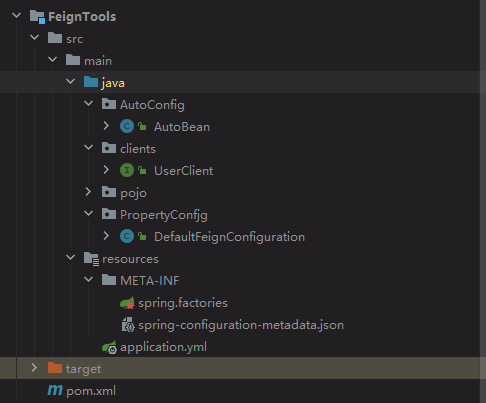 FeignTools
src
main
java
AutoConfig
AutoBean
clients
UserClient
pojo
PropertyConfjg
DefaultFeignConfiguration
resources
META-INF
spring.factories
spring-configuration-metadata.json
application.yml
target
pom.xml